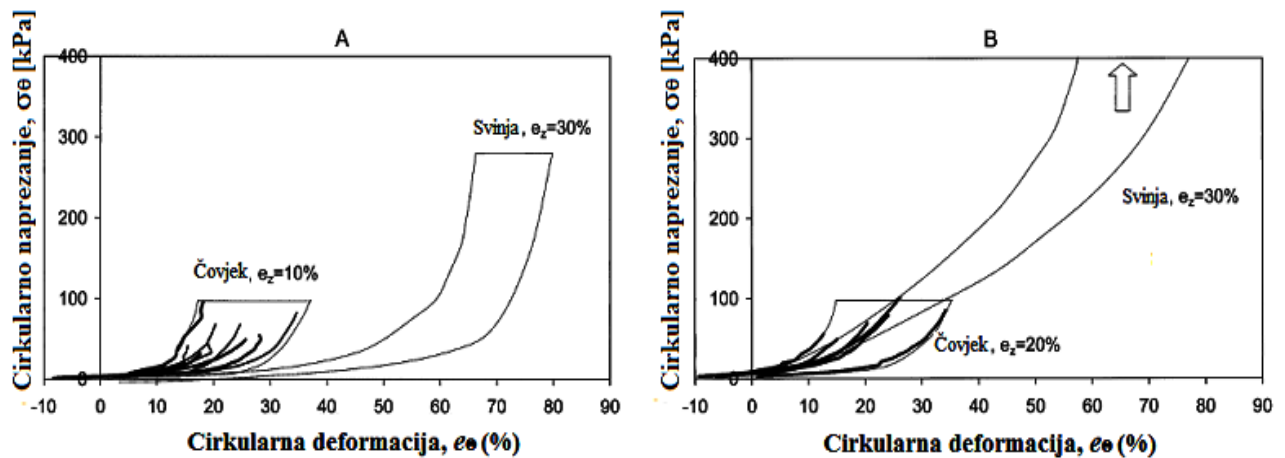 A
Cirkularno naprezanje, σθ [kPa]
400
300
200
100
0
Svinja, ez=30%
Čovjek, ez=10%
-10 0 10 20 30 40 50 60 70 80 90
Cirkularna deformacija, eɵ (%)
B
Cirkularno naprezanje, σθ [kPa]
400
300
200
100
0
Svinja, ez=30%
Čovjek, ez=20%
-10 0 10 20 30 40 50 60 70 80 90
Cirkularna deformacija, eɵ (%)